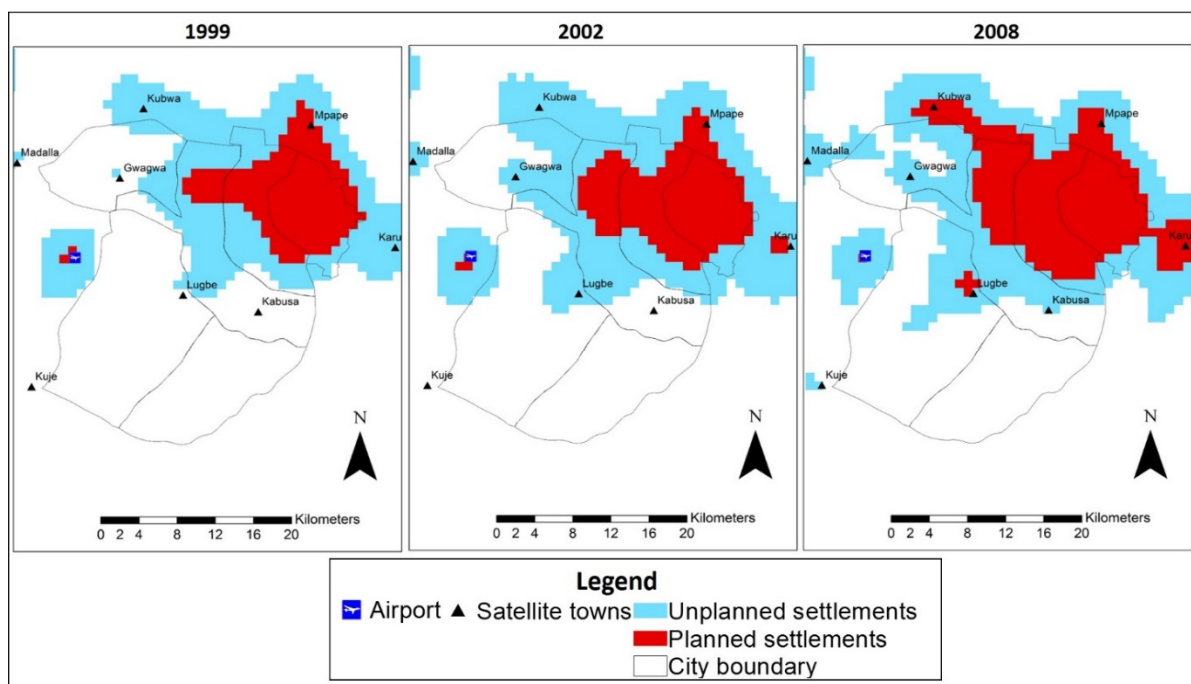 1999
Kubwa
Mpape
Madalla
Gwagwa
Karu
Lugbe
Kabusa
Kuje
N
Kilometers
0 2 4 8 12 16 20
2002
Kubwa
Mpape
Madalla
Gwagwa
Karu
Lugbe
Kabusa
Kuje
N
Kilometers
0 2 4 8 12 16 20
2008
Kubwa
Mpape
Madalla
Gwagwa
Karu
Lugbe
Kabusa
Kuje
N
Kilometers
0 2 4 8 12 16 20
Legend
Airport Satellite towns Unplanned settlements
Planned settlements
City boundary